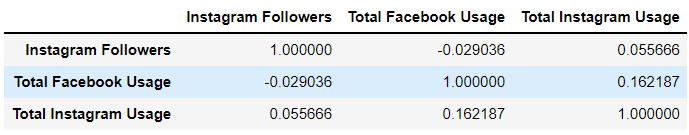 Instagram Followers Total Facebook Usage Total Instagram Usage
Instagram Followers 1.000000 -0.029036 0.055666
Total Facebook Usage -0.029036 1.000000 0.162187
Total Instagram Usage 0.055666 0.162187 1.000000